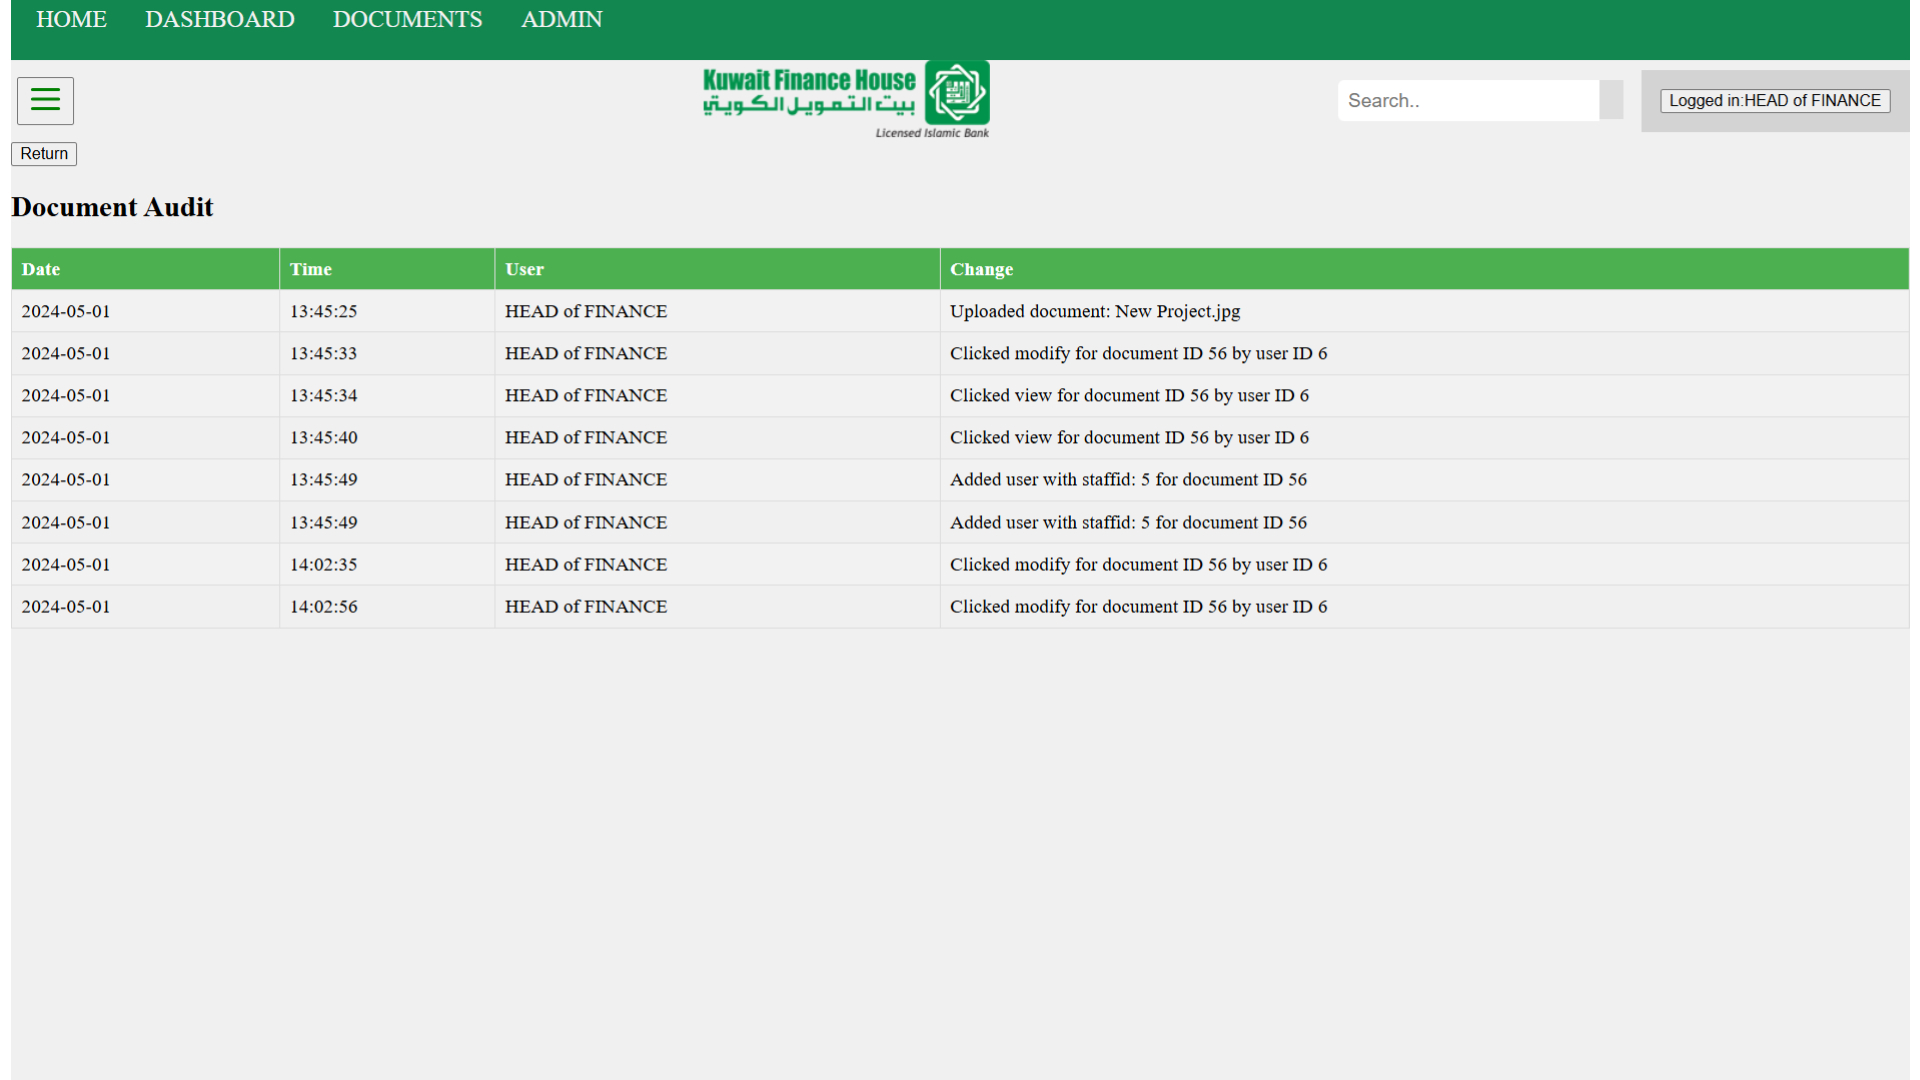 HOME DASHBOARD DOCUMENTS ADMIN
Kuwait Finance House
بيت التمويل الكويتي
Licensed Islamic Bank
Search..
Logged in:HEAD of FINANCE
Return
Document Audit
Date Time User Change
2024-05-01 13:45:25 HEAD of FINANCE Uploaded document: New Project.jpg
2024-05-01 13:45:33 HEAD of FINANCE Clicked modify for document ID 56 by user ID 6
2024-05-01 13:45:34 HEAD of FINANCE Clicked view for document ID 56 by user ID 6
2024-05-01 13:45:40 HEAD of FINANCE Clicked view for document ID 56 by user ID 6
2024-05-01 13:45:49 HEAD of FINANCE Added user with staffid: 5 for document ID 56
2024-05-01 13:45:49 HEAD of FINANCE Added user with staffid: 5 for document ID 56
2024-05-01 14:02:35 HEAD of FINANCE Clicked modify for document ID 56 by user ID 6
2024-05-01 14:02:56 HEAD of FINANCE Clicked modify for document ID 56 by user ID 6